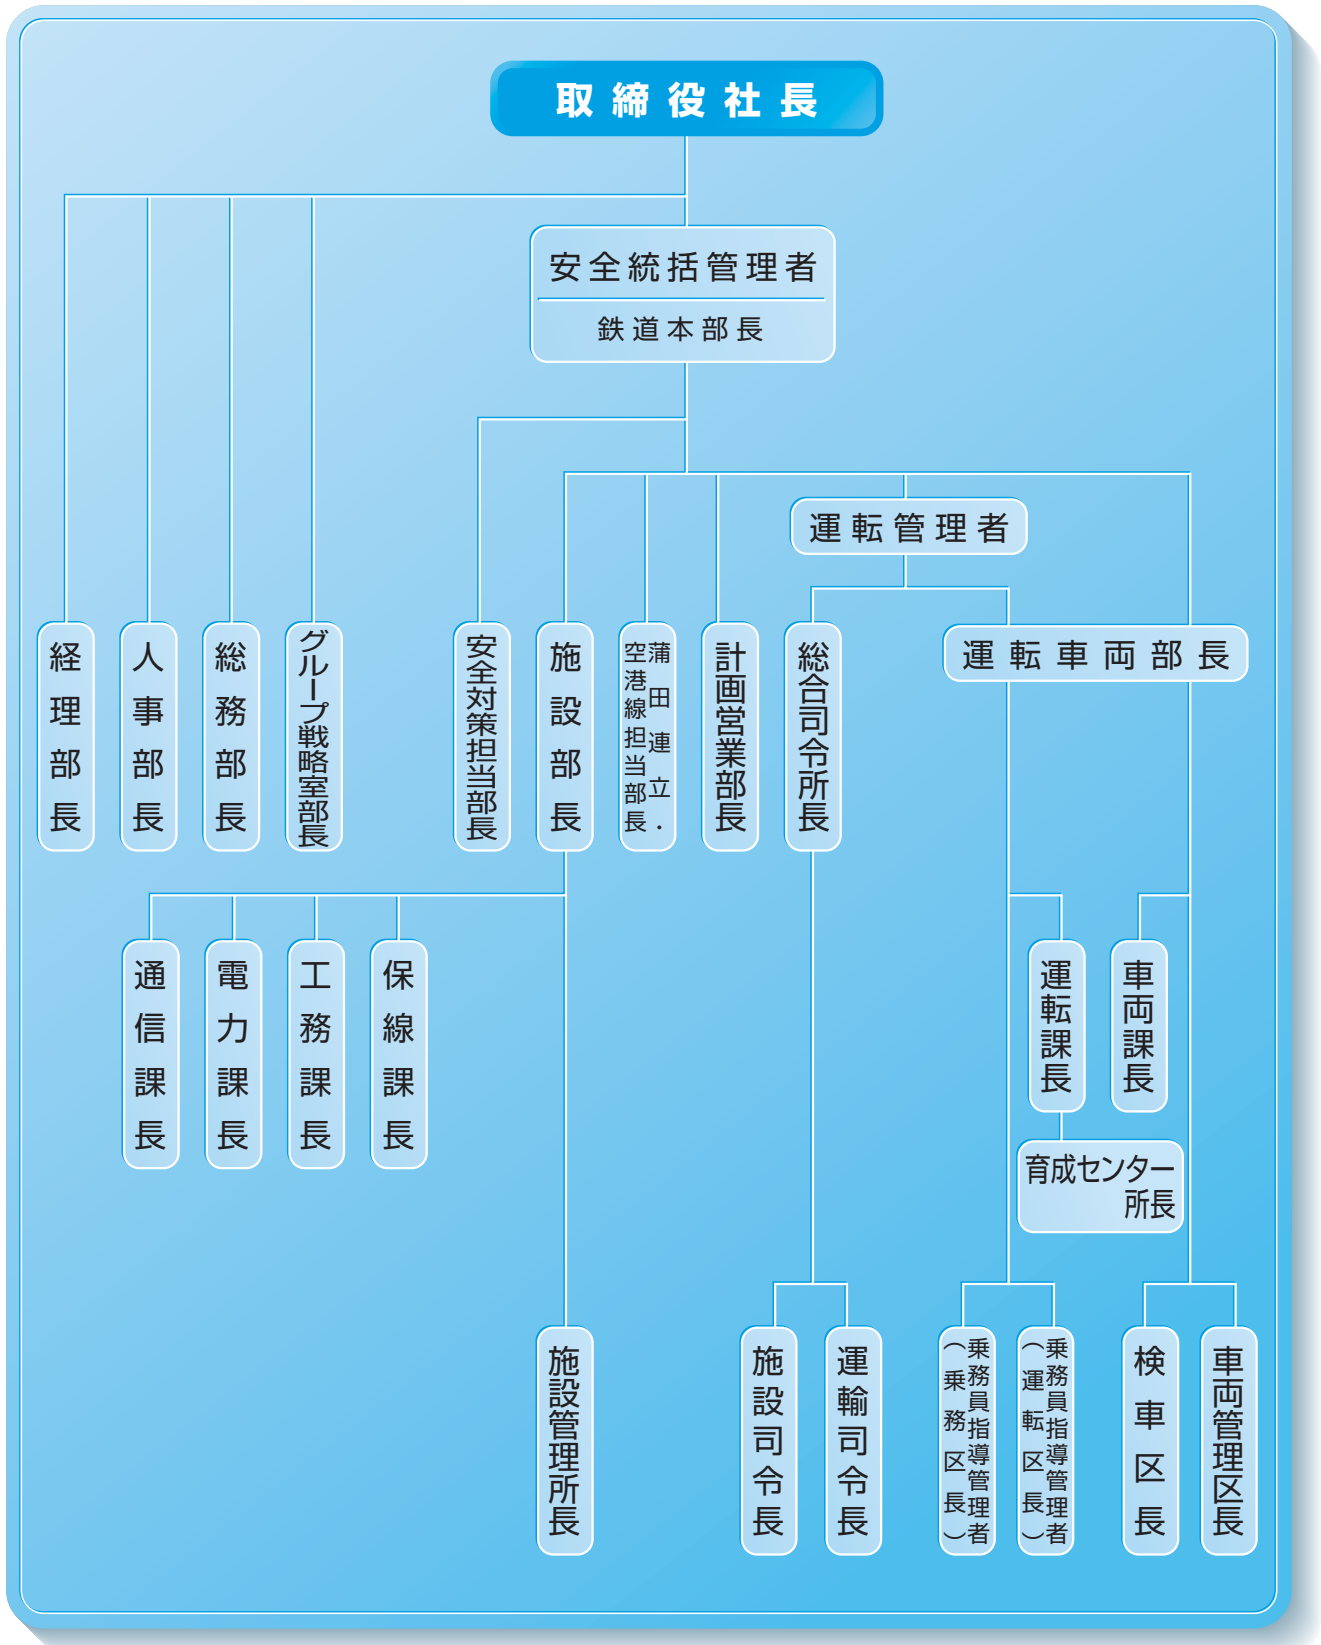 取締役社長
安全統括管理者
鉄道本部長
運転管理者
経理部長
人事部長
総務部長
グループ戦略室部長
安全対策担当部長
施設部長
蒲田連立・
空港線担当部長
計画営業部長
総合司令所長
運転車両部長
通信課長
電力課長
工務課長
保線課長
運転課長
車両課長
育成センター
所長
施設管理所長
施設司令長
運輸司令長
乗務員指導管理者
（乗務区長）
乗務員指導管理者
（運転区長）
検車区長
車両管理区長